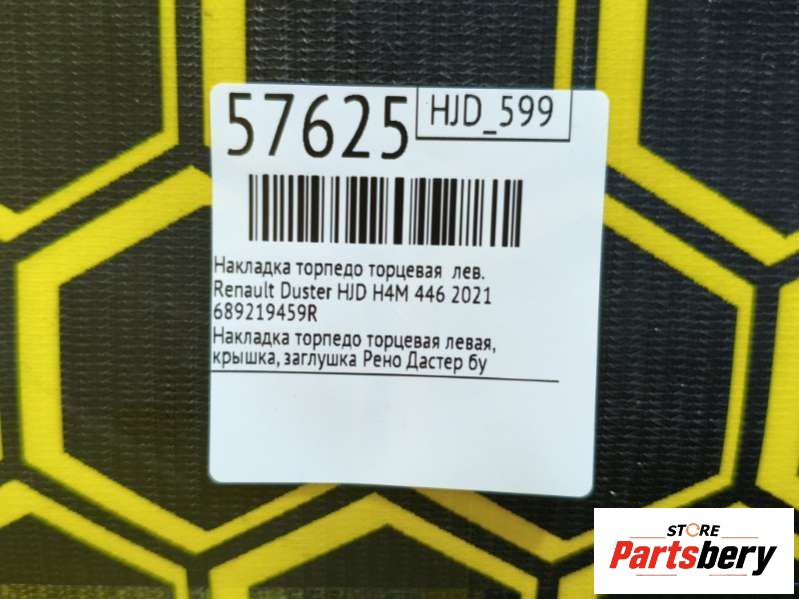 57625
HJD_599
Накладка торпедо торцевая лев.
Renault Duster HJD H4M 446 2021
689219459R
Накладка торпедо торцевая левая,
крышка, заглушка Рено Дастер бу
STORE
Partsbery